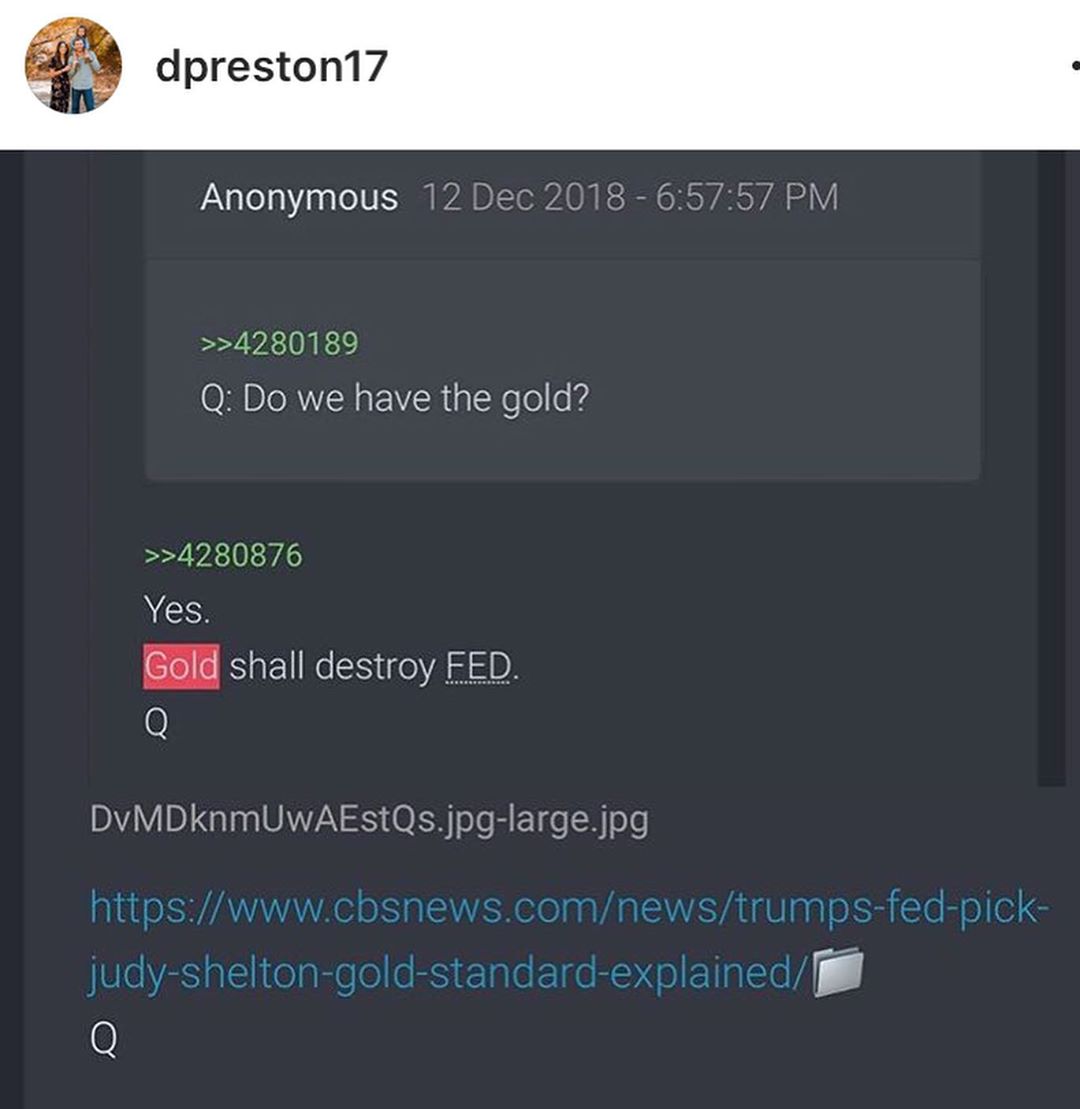 dpreston17
Anonymous 12 Dec 2018 - 6:57:57 PM
>>4280189
Q: Do we have the gold?
>>4280876
Yes.
Gold shall destroy FED.
Q
DvMDknmUwAEstQs.jpg-large.jpg
https://www.cbsnews.com/news/trumps-fed-pick-
judy-shelton-gold-standard-explained/
Q